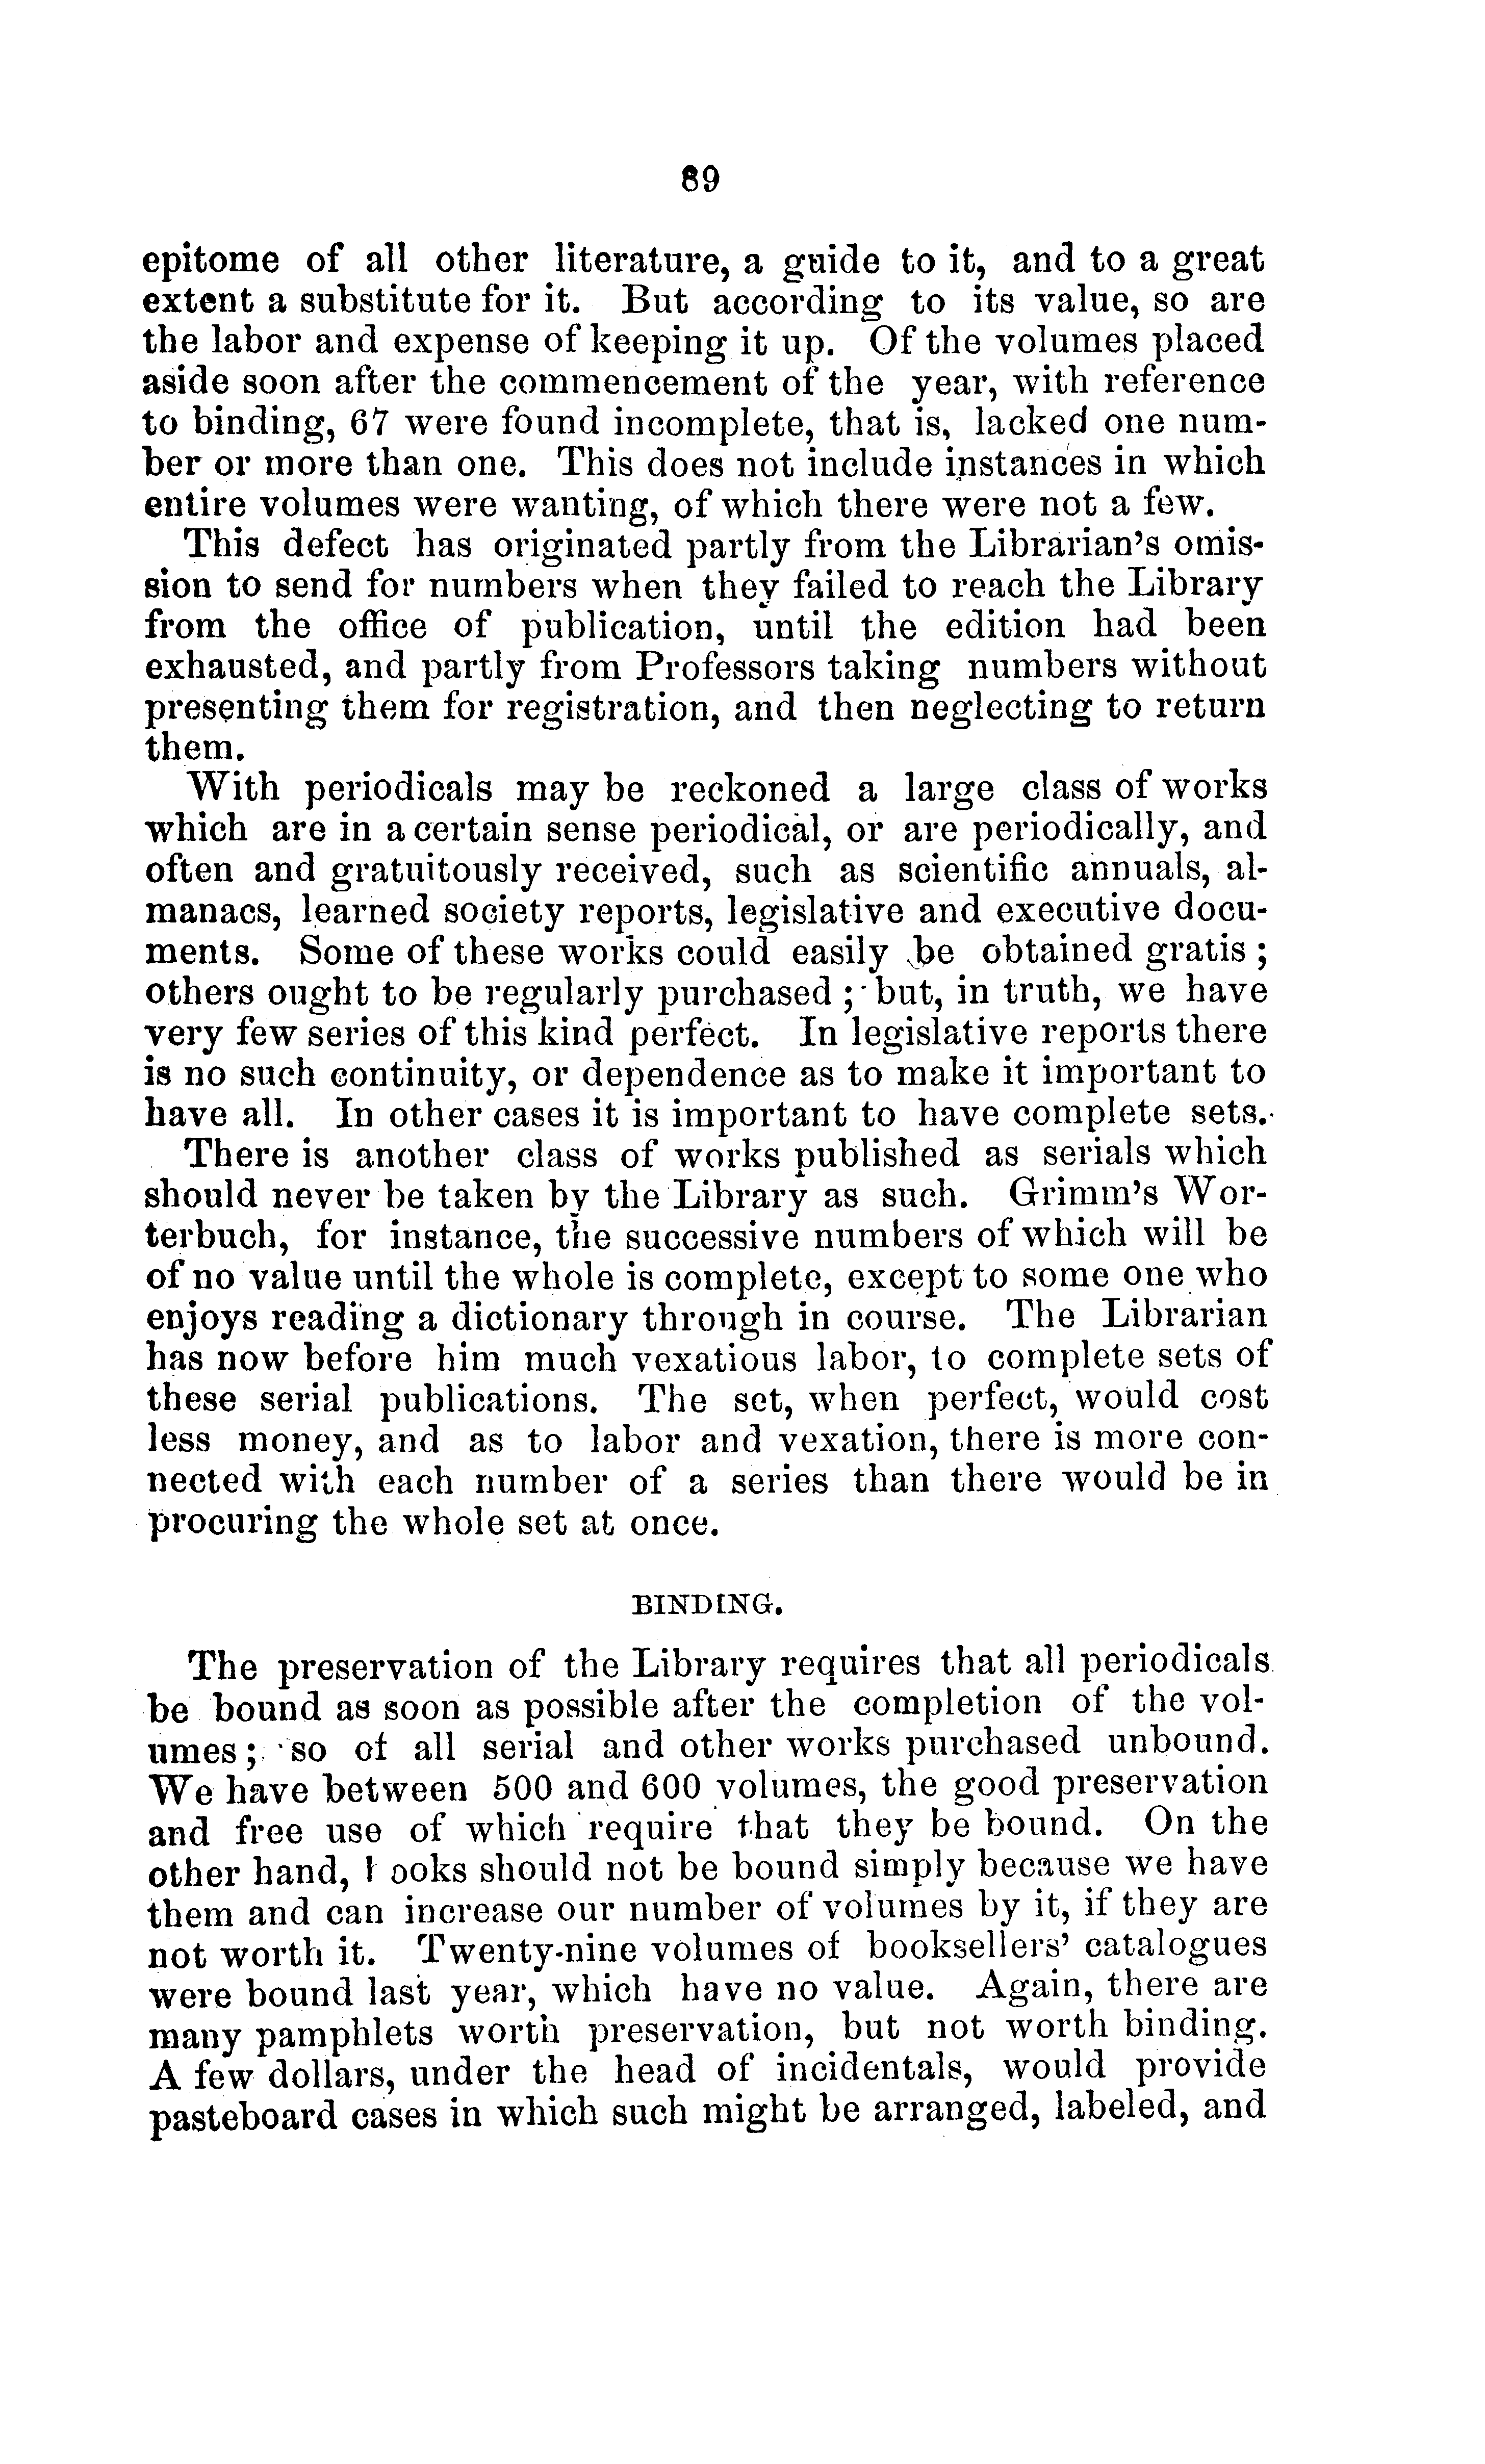 89
epitome of all other literature, a guide to it, and to a great
extent a substitute for it. But according to its value, so are
the labor and expense of keeping it up. Of the volumes placed
aside soon after the commencement of the year, with reference
to binding, 67 were found incomplete, that is, lacked one num-
ber or more than one. This does not include instances in which
entire volumes were wanting, of which there were not a few.
This defect has originated partly from the Librarian's omis-
sion to send for numbers when they failed to reach the Library
from the office of publication, until the edition had been
exhausted, and partly from Professors taking numbers without
presenting them for registration, and then neglecting to return
them.
With periodicals may be reckoned a large class of works
which are in a certain sense periodical, or are periodically, and
often and gratuitously received, such as scientific annuals, al-
manacs, learned society reports, legislative and executive docu-
ments. Some of these works could easily be obtained gratis;
others ought to be regularly purchased; but, in truth, we have
very few series of this kind perfect. In legislative reports there
is no such continuity, or dependence as to make it important to
have all. In other cases it is important to have complete sets.
There is another class of works published as serials which
should never be taken by the Library as such. Grimm's Wor-
terbuch, for instance, the successive numbers of which will be
of no value until the whole is complete, except to some one who
enjoys reading a dictionary through in course. The Librarian
has now before him much vexatious labor, to complete sets of
these serial publications. The set, when perfect, would cost
less money, and as to labor and vexation, there is more con-
nected with each number of a series than there would be in
procuring the whole set at once.
BINDING.
The preservation of the Library requires that all periodicals
be bound as soon as possible after the completion of the vol-
umes; so of all serial and other works purchased unbound.
We have between 500 and 600 volumes, the good preservation
and free use of which require that they be bound. On the
other hand, books should not be bound simply because we have
them and can increase our number of volumes by it, if they are
not worth it. Twenty-nine volumes of booksellers' catalogues
were bound last year, which have no value. Again, there are
many pamphlets worth preservation, but not worth binding.
A few dollars, under the head of incidentals, would provide
pasteboard cases in which such might be arranged, labeled, and